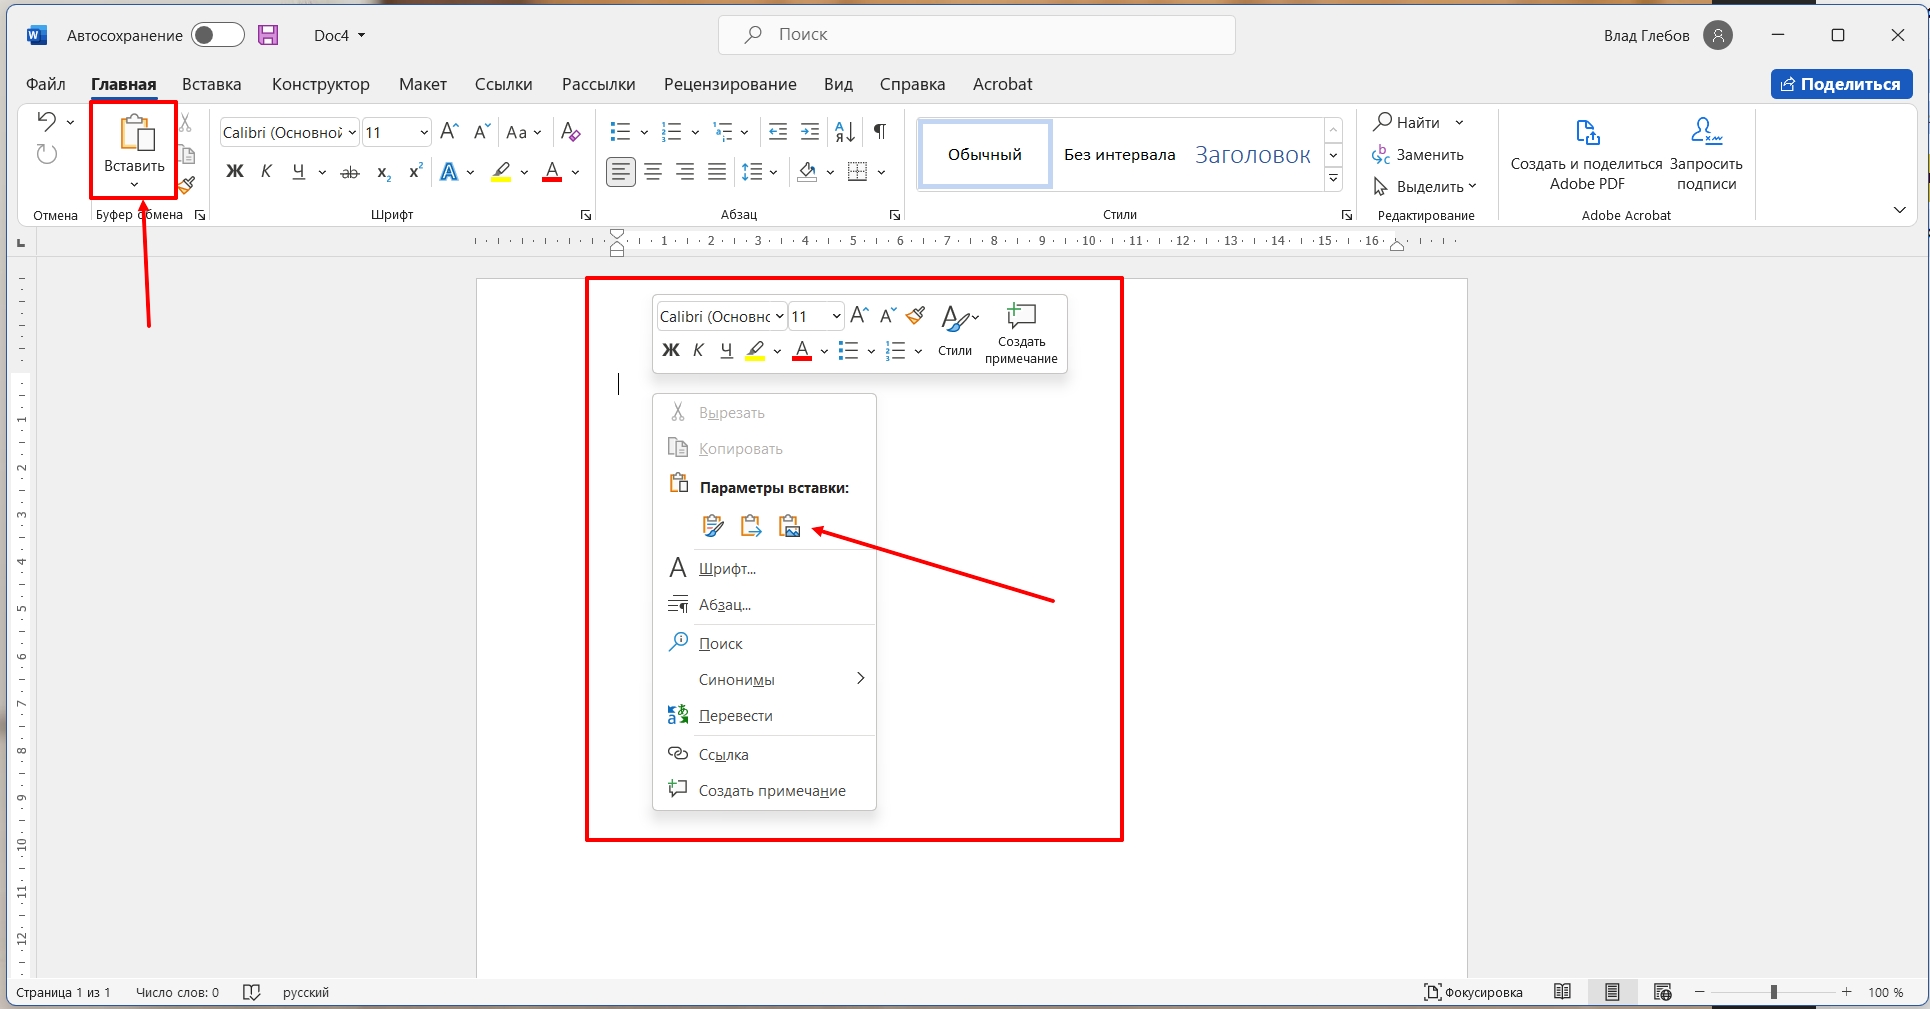 Автосохранение
Doc4
Поиск
Влад Глебов
Файл Главная Вставка Конструктор Макет Ссылки Рассылки Рецензирование Вид Справка Acrobat
Поделиться
Вставить
Отмена
Буфер обмена
Calibri (Основной 11
Aa
Ж К Ч ab x2 x2 A A
Шрифт
Абзац
Обычный
Без интервала
Заголовок
Стили
Найти
Заменить
Выделить
Редактирование
Создать и поделиться
Adobe PDF
Запросить
подписи
Adobe Acrobat
1 2 3 4 5 6 7 8 9 10 11 12 13 14 15 16
1
2
3
4
5
6
7
8
9
10
11
12
Calibri (Основнс 11
Ж К Ч
Стили
Создать
примечание
Вырезать
Копировать
Параметры вставки:
Шрифт...
Абзац...
Поиск
Синонимы
Перевести
Ссылка
Создать примечание
Страница 1 из 1
Число слов: 0
русский
Фокусировка
100 %